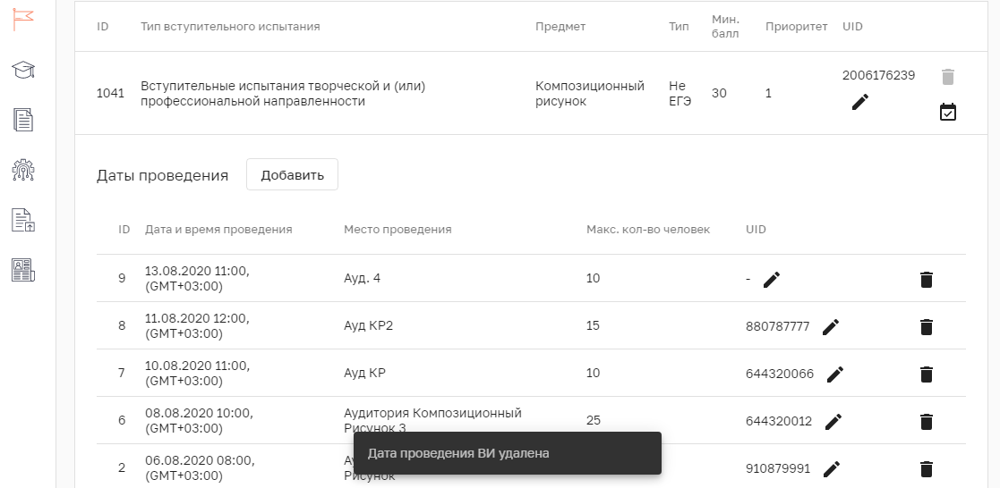 ID Тип вступительного испытания Предмет Тип Мин. балл Приоритет UID
1041 Вступительные испытания творческой и (или) профессиональной направленности Композиционный рисунок Не ЕГЭ 30 1 2006176239
Даты проведения Добавить
ID Дата и время проведения Место проведения Макс. кол-во человек UID
9 13.08.2020 11:00, (GMT+03:00) Ауд. 4 10 -
8 11.08.2020 12:00, (GMT+03:00) Ауд КР2 15 880787777
7 10.08.2020 11:00, (GMT+03:00) Ауд КР 10 644320066
6 08.08.2020 10:00, (GMT+03:00) Аудитория Композиционный Рисунок 3 25 644320012
2 06.08.2020 08:00, (GMT+03:00) Рисунок 910879991
Дата проведения ВИ удалена